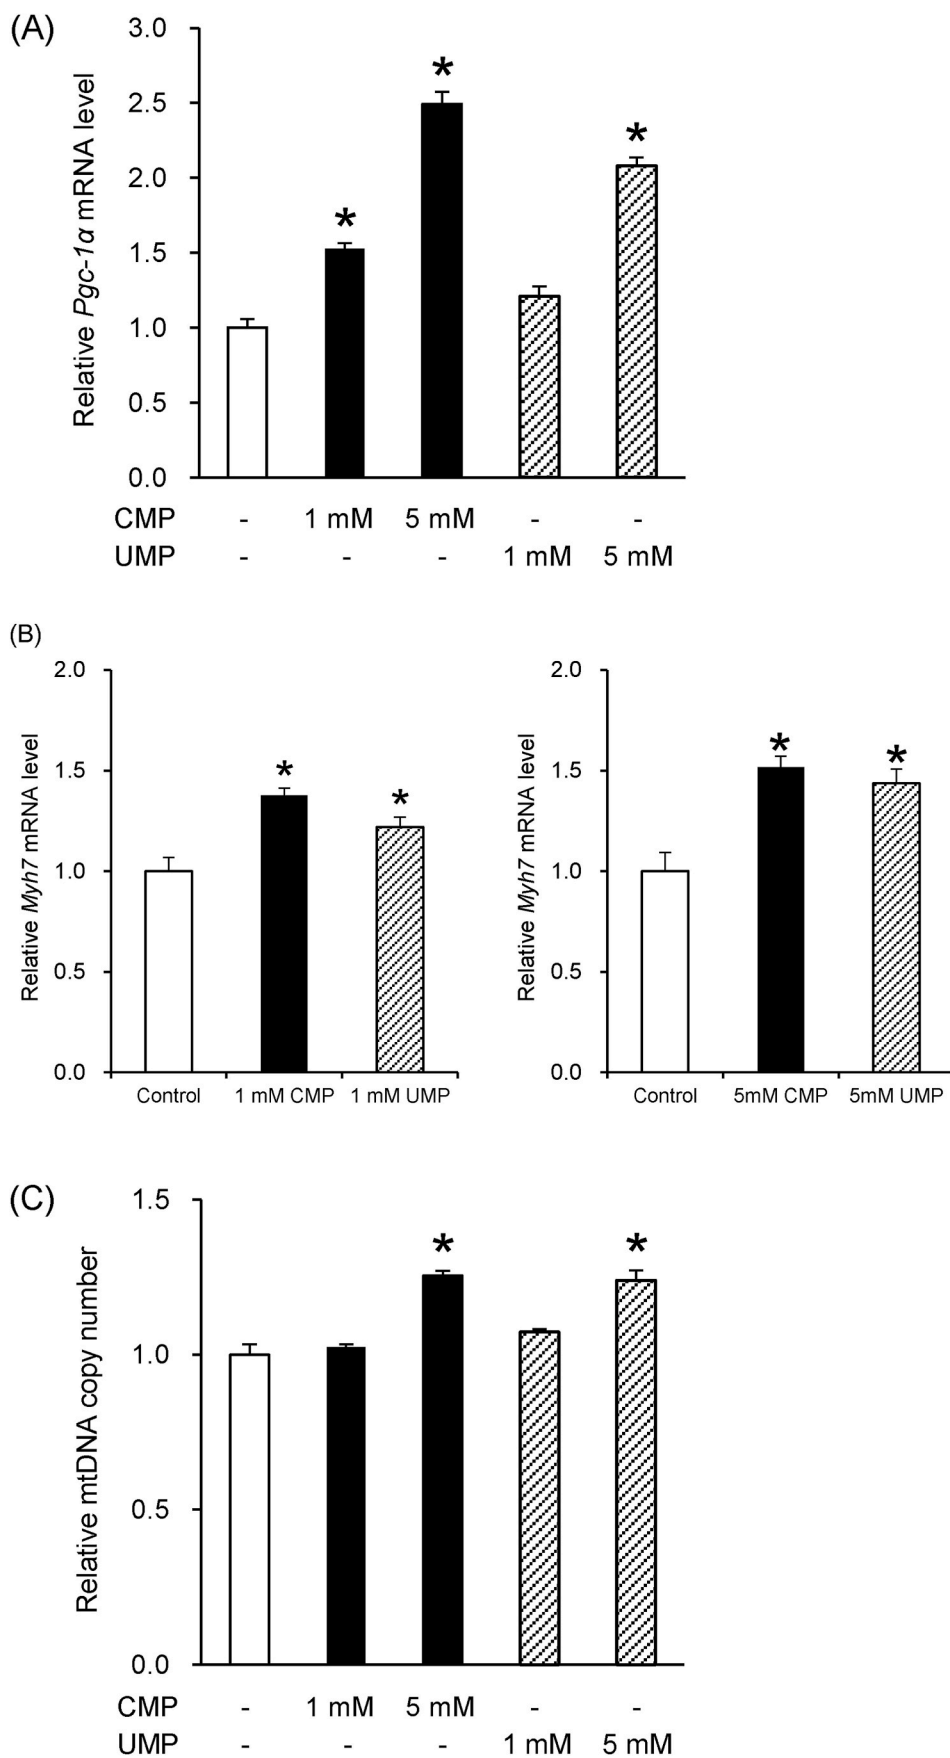 (A)
Relative Pgc-1α mRNA level
3.0
2.5
2.0
1.5
1.0
0.5
0.0
* * *
CMP - 1 mM 5 mM - -
UMP - - - 1 mM 5 mM
(B)
Relative Myh7 mRNA level
2.0
1.5
1.0
0.5
0.0
* *
Control 1 mM CMP 1 mM UMP
Relative Myh7 mRNA level
2.0
1.5
1.0
0.5
0.0
* *
Control 5mM CMP 5mM UMP
(C)
Relative mtDNA copy number
1.5
1.0
0.5
0.0
* *
CMP - 1 mM 5 mM - -
UMP - - - 1 mM 5 mM